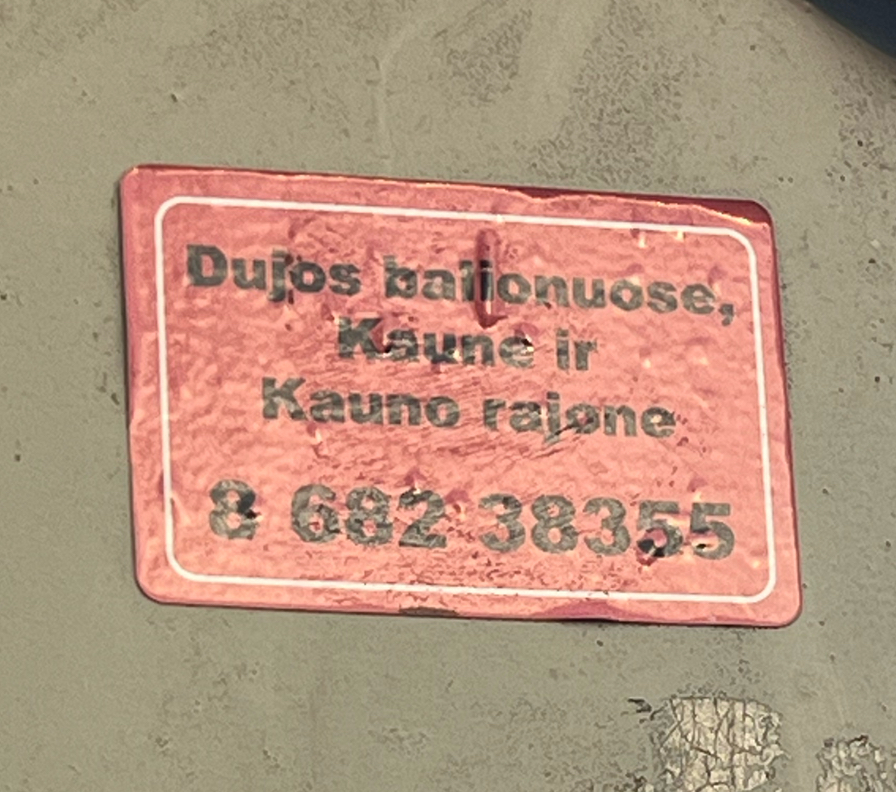 Dujos balionuose,
Kaune ir
Kauno rajone
8 682 38355